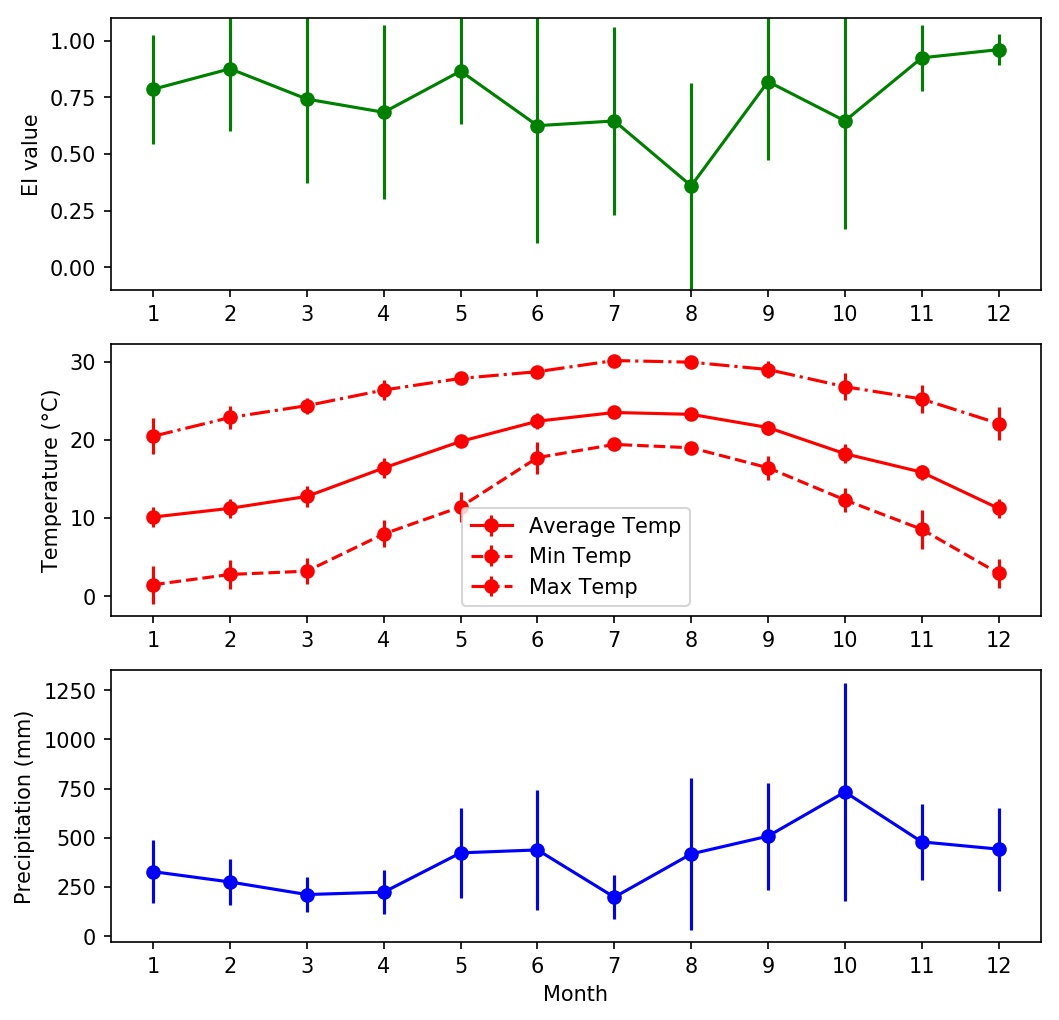 EI value
1.00
0.75
0.50
0.25
0.00
1 2 3 4 5 6 7 8 9 10 11 12
Temperature (°C)
30
20
10
0
Average Temp
Min Temp
Max Temp
1 2 3 4 5 6 7 8 9 10 11 12
Precipitation (mm)
1250
1000
750
500
250
0
1 2 3 4 5 6 7 8 9 10 11 12
Month